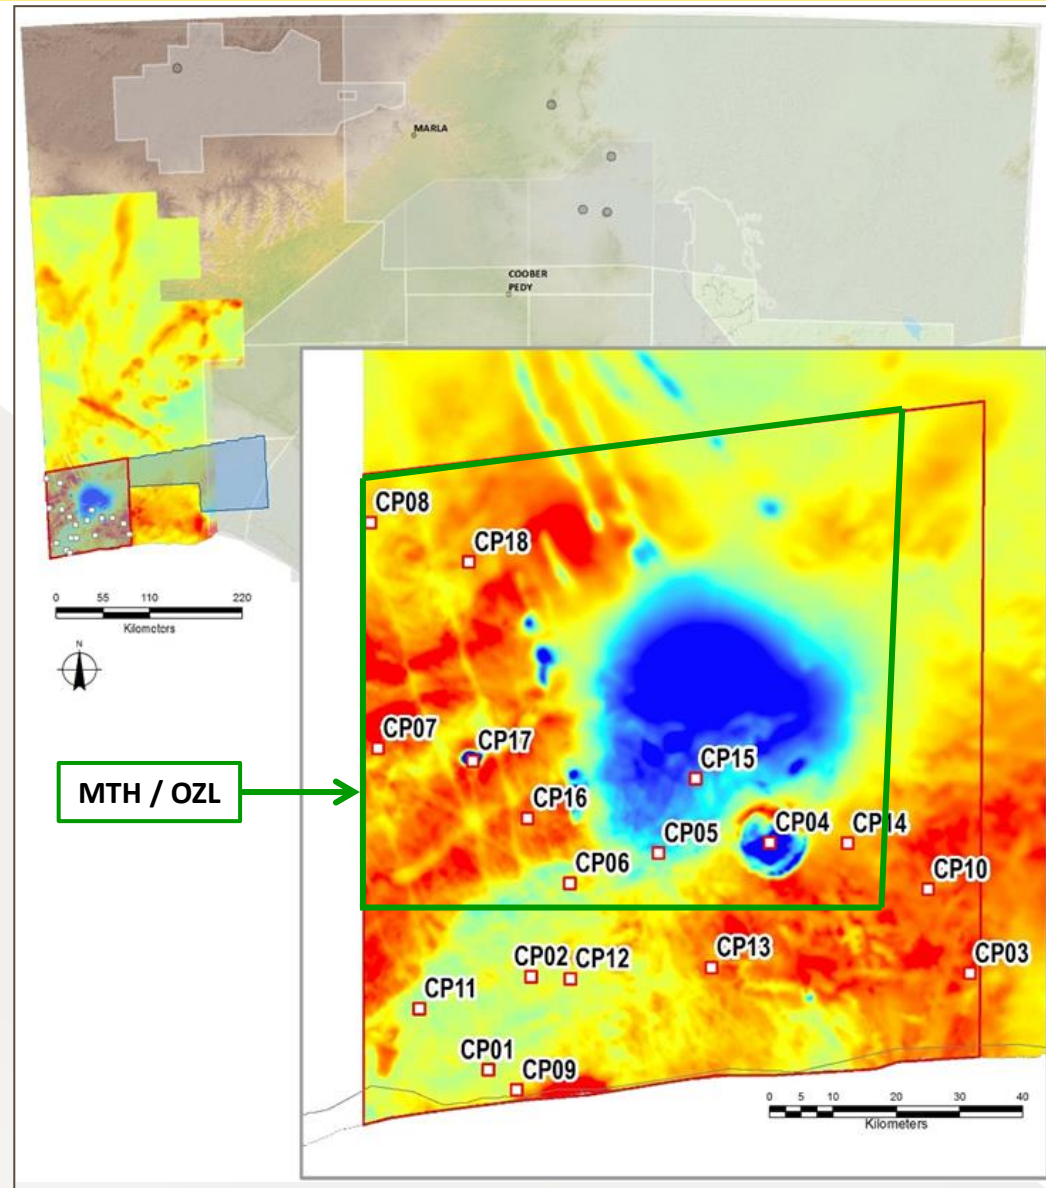 MARLA
COOBER
PEDY
0 55 110 220
Kilometers
N
CP08
CP18
CP07
CP17
MTH / OZL
CP15
CP16
CP04
CP14
CP05
CP06
CP10
CP13
CP02
CP12
CP03
CP11
CP01
CP09
0 5 10 20 30 40
Kilometers